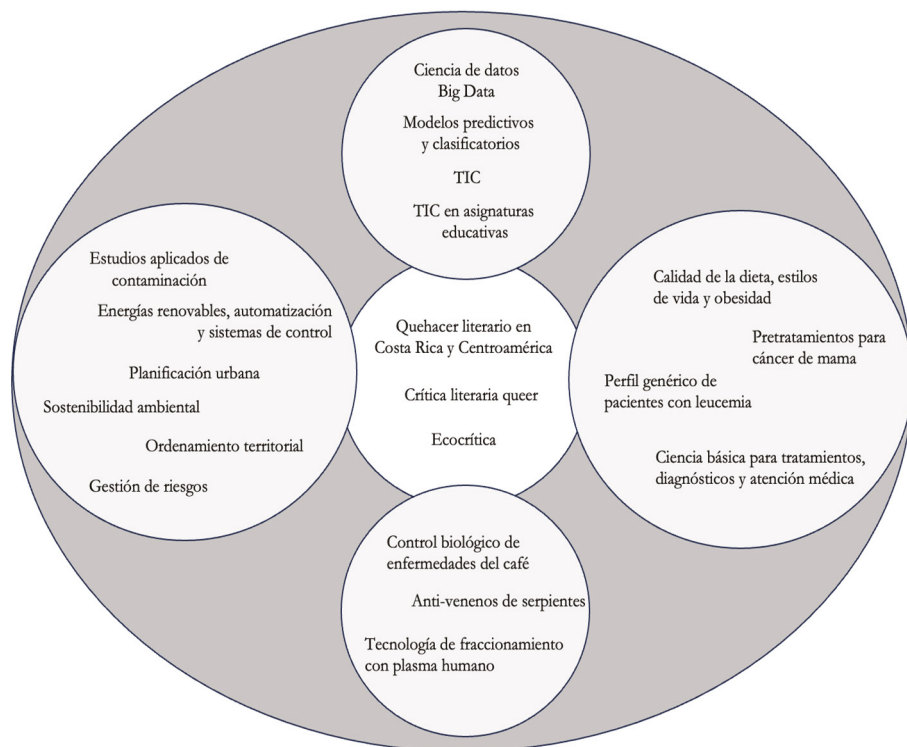 Ciencia de datos
Big Data
Modelos predictivos
y clasificatorios
TIC
TIC en asignaturas
educativas
Estudios aplicados de
contaminación
Energías renovables, automatización
y sistemas de control
Planificación urbana
Sostenibilidad ambiental
Ordenamiento territorial
Gestión de riesgos
Quehacer literario en
Costa Rica y Centroamérica
Crítica literaria queer
Ecocrítica
Calidad de la dieta, estilos
de vida y obesidad
Pretratamientos para
cáncer de mama
Perfil genérico de
pacientes con leucemia
Ciencia básica para tratamientos,
diagnósticos y atención médica
Control biológico de
enfermedades del café
Anti-venenos de serpientes
Tecnología de fraccionamiento
con plasma humano